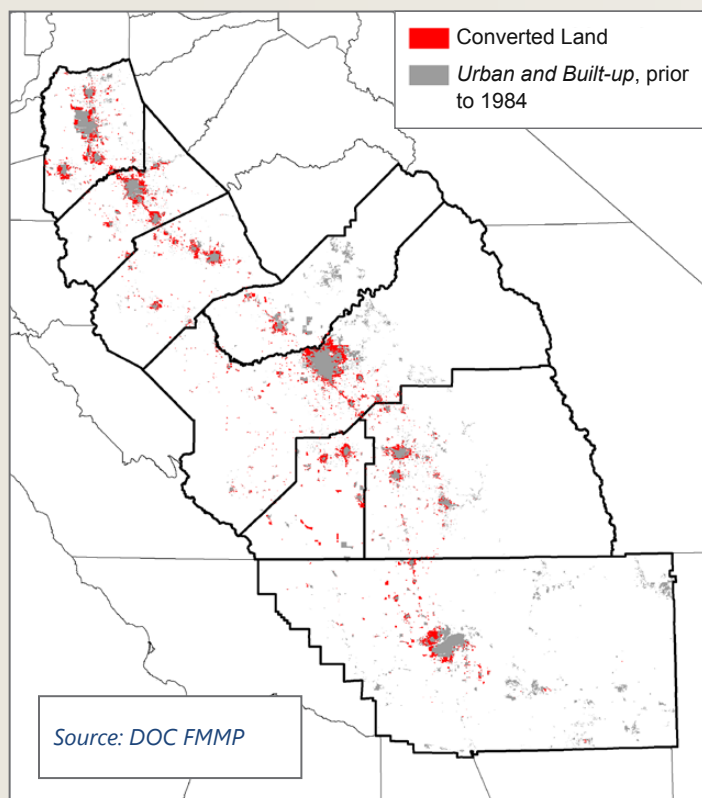 Converted Land
Urban and Built-up, prior
to 1984
Source: DOC FMMP